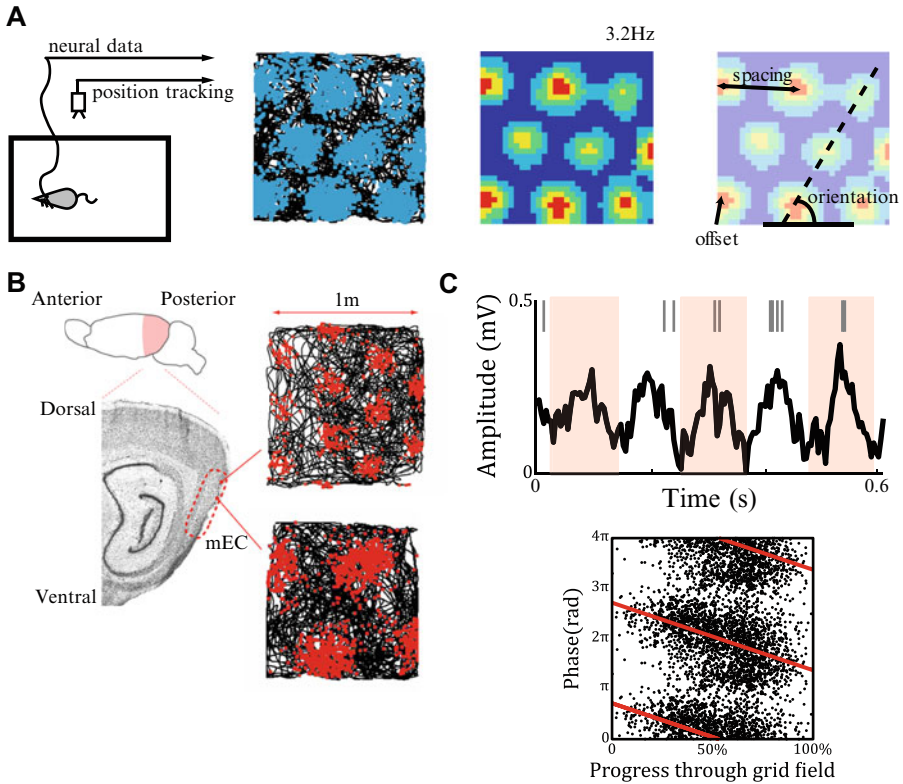 A
neural data
position tracking
3.2Hz
spacing
orientation
offset
B
Anterior
Posterior
1m
Dorsal
mEC
Ventral
C
0.5
Amplitude (mV)
0
0
Time (s)
0.6
4π
3π
2π
π
0
Phase(rad)
0
50%
100%
Progress through grid field